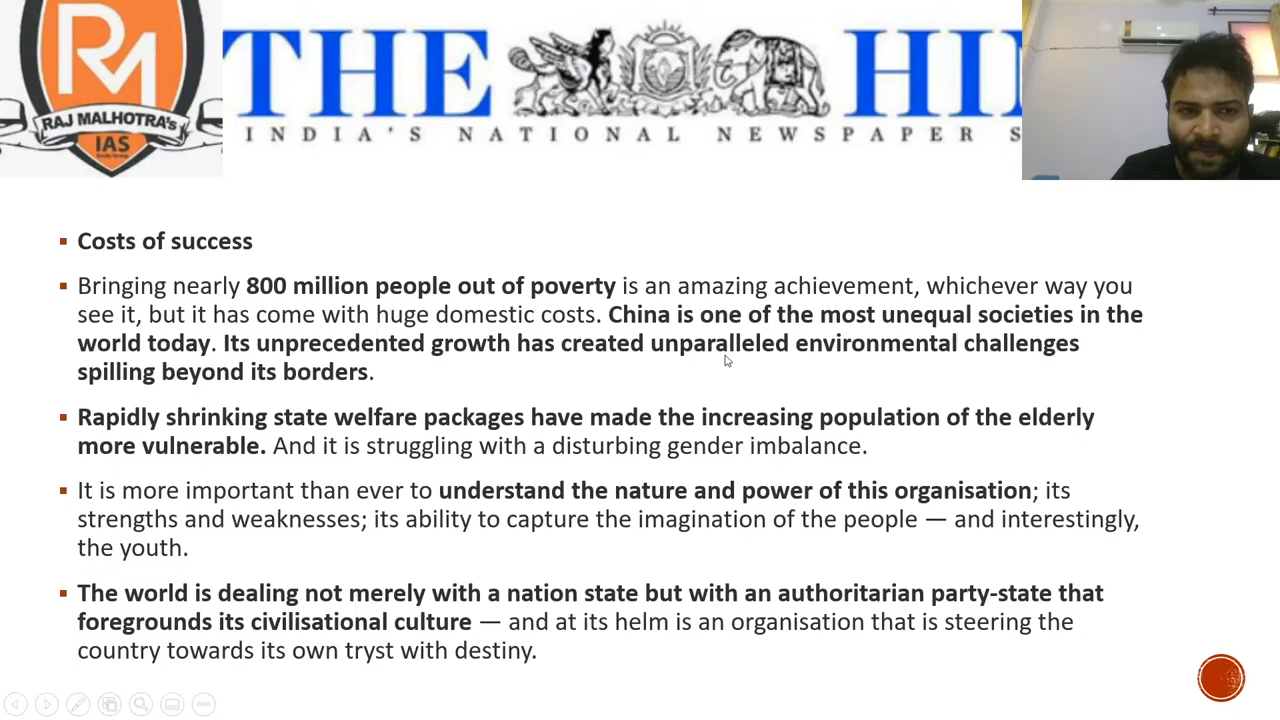 RM
RAJ MALHOTRA'S
IAS
THE HI
INDIA'S NATIONAL NEWSPAPER S
Costs of success
Bringing nearly 800 million people out of poverty is an amazing achievement, whichever way you
see it, but it has come with huge domestic costs. China is one of the most unequal societies in the
world today. Its unprecedented growth has created unparalleled environmental challenges
spilling beyond its borders.
Rapidly shrinking state welfare packages have made the increasing population of the elderly
more vulnerable. And it is struggling with a disturbing gender imbalance.
It is more important than ever to understand the nature and power of this organisation; its
strengths and weaknesses; its ability to capture the imagination of the people — and interestingly,
the youth.
The world is dealing not merely with a nation state but with an authoritarian party-state that
foregrounds its civilisational culture — and at its helm is an organisation that is steering the
country towards its own tryst with destiny.